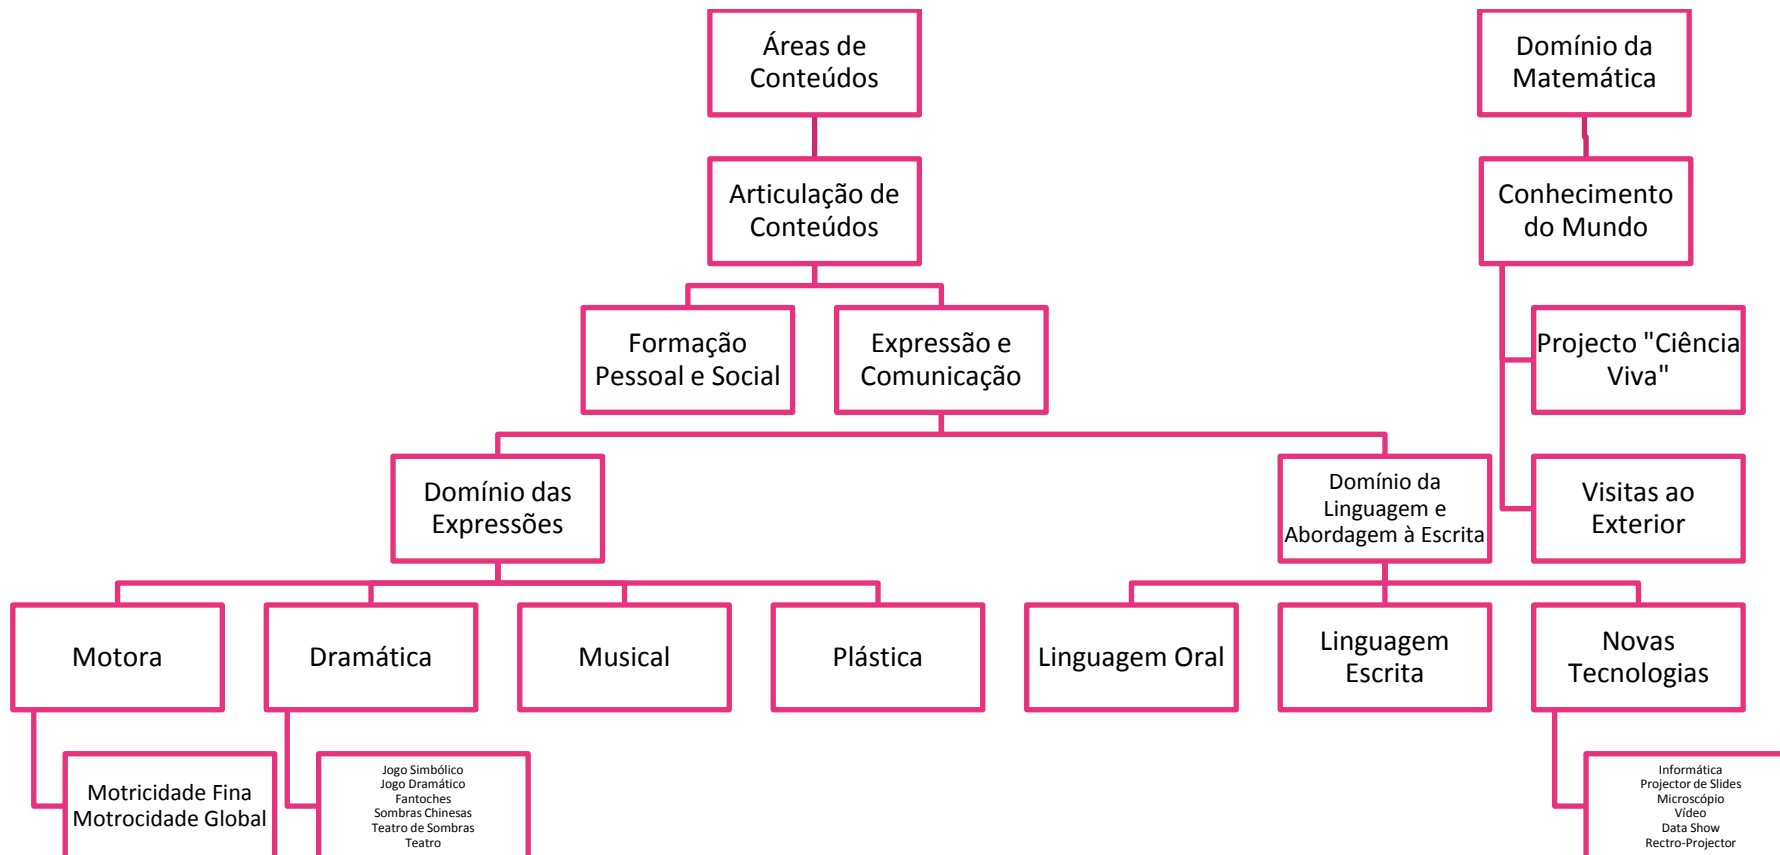 Áreas de
Conteúdos
Domínio da
Matemática
Articulação de
Conteúdos
Conhecimento
do Mundo
Formação
Pessoal e Social
Expressão e
Comunicação
Projecto "Ciência
Viva"
Domínio das
Expressões
Domínio da
Linguagem e
Abordagem à Escrita
Visitas ao
Exterior
Motora
Dramática
Musical
Plástica
Linguagem Oral
Linguagem
Escrita
Novas
Tecnologias
Motricidade Fina
Motrocidade Global
Jogo Simbólico
Jogo Dramático
Fantoches
Sombras Chinesas
Teatro de Sombras
Teatro
Informática
Projector de Slides
Microscópio
Vídeo
Data Show
Rectro-Projector